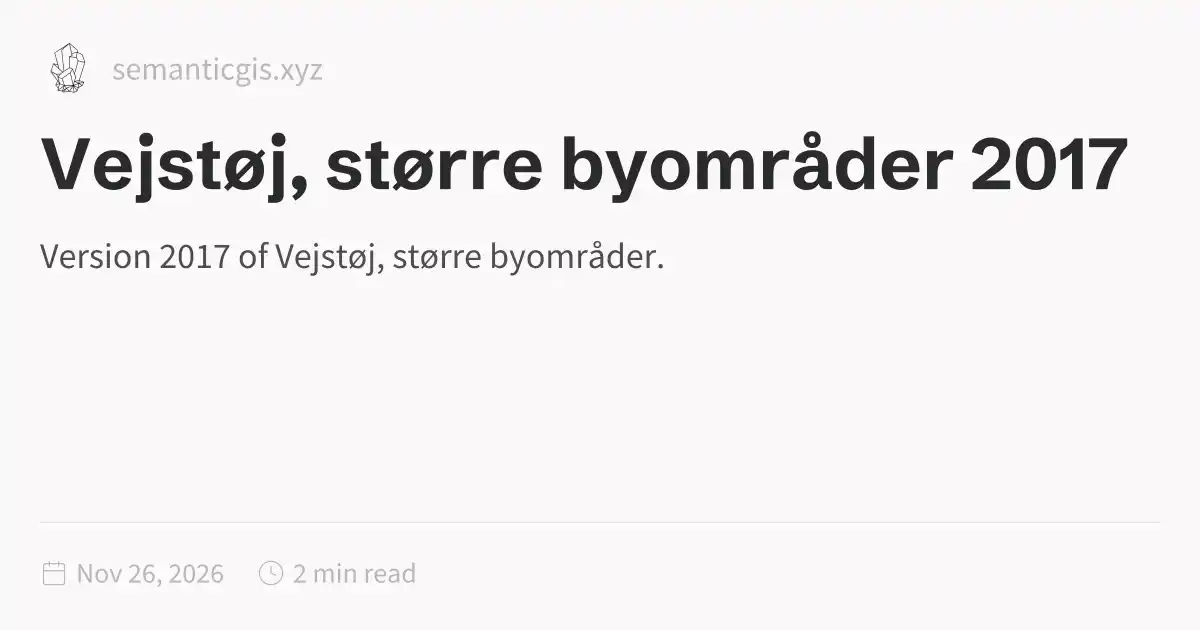 semanticgis.xyz
Vejstøj, større byområder 2017
Version 2017 of Vejstøj, større byområder.
Nov 26, 2026 2 min read